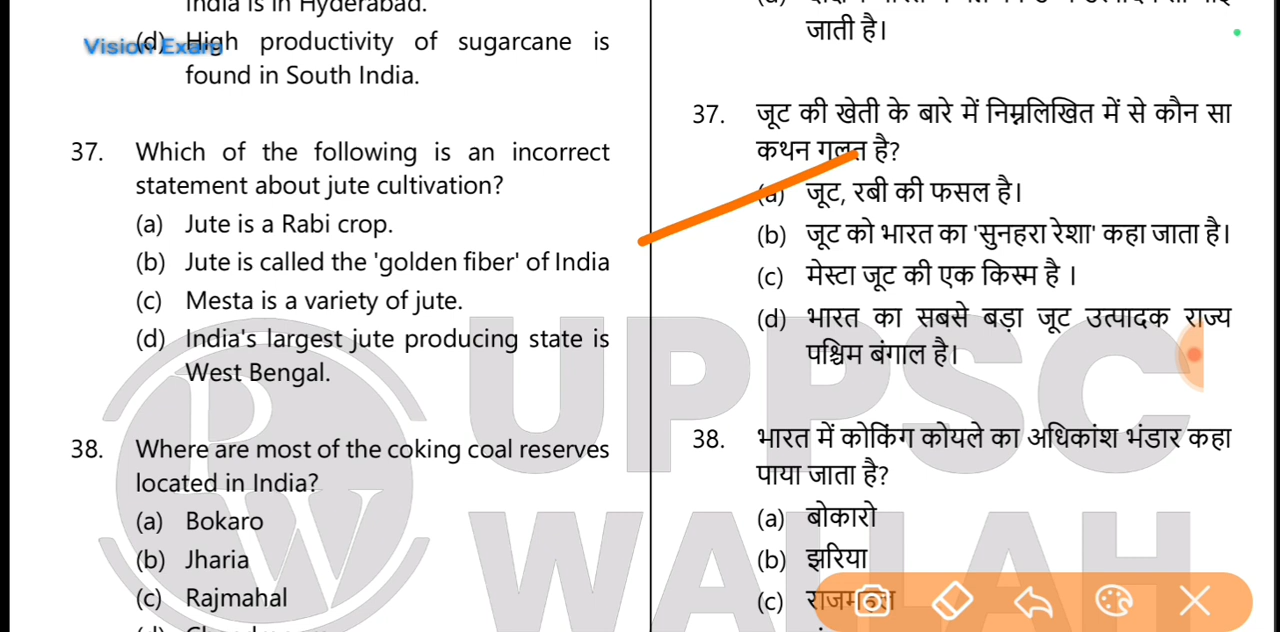 India is in Hyderabad.
(d) High productivity of sugarcane is
found in South India.
Vision Exam
37. Which of the following is an incorrect
statement about jute cultivation?
(a) Jute is a Rabi crop.
(b) Jute is called the 'golden fiber' of India
(c) Mesta is a variety of jute.
(d) India's largest jute producing state is
West Bengal.
38. Where are most of the coking coal reserves
located in India?
(a) Bokaro
(b) Jharia
(c) Rajmahal
जाती है।
37. जूट की खेती के बारे में निम्नलिखित में से कौन सा
कथन गलत है?
(a) जूट, रबी की फसल है।
(b) जूट को भारत का 'सुनहरा रेशा' कहा जाता है।
(c) मेस्टा जूट की एक किस्म है ।
(d) भारत का सबसे बड़ा जूट उत्पादक राज्य
पश्चिम बंगाल है।
38. भारत में कोकिंग कोयले का अधिकांश भंडार कहा
पाया जाता है?
(a) बोकारो
(b) झरिया
(c) राजमहल
PW
UPPSC
WALLAH